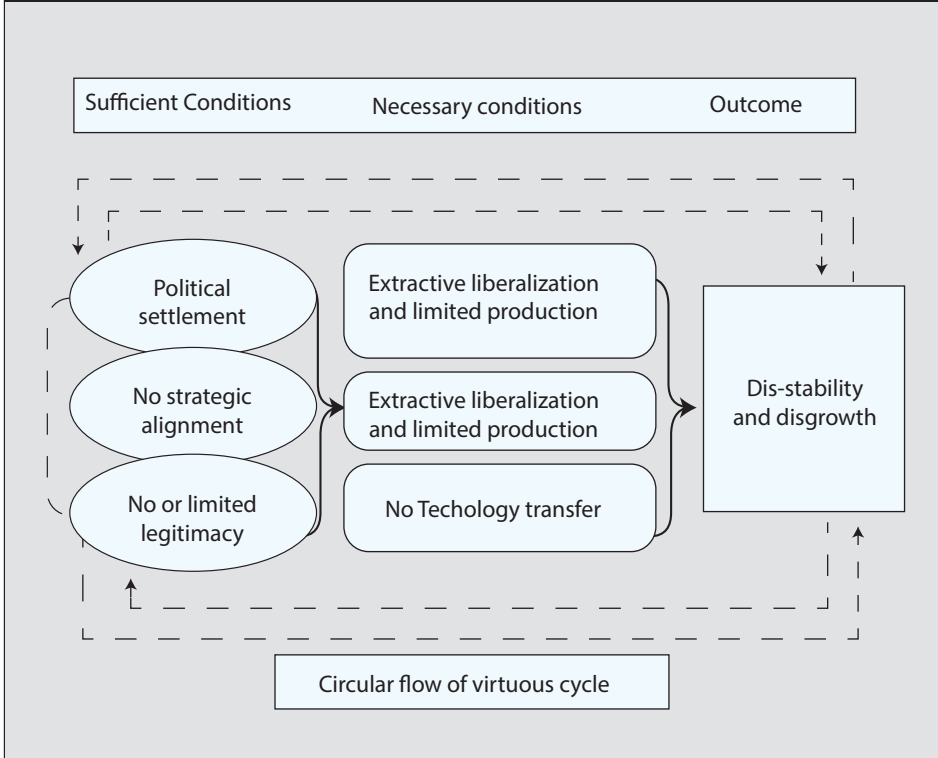 Sufficient Conditions
Necessary conditions
Outcome
Political
settlement
No strategic
alignment
No or limited
legitimacy
Extractive liberalization
and limited production
Extractive liberalization
and limited production
No Techology transfer
Dis-stability
and disgrowth
Circular flow of virtuous cycle